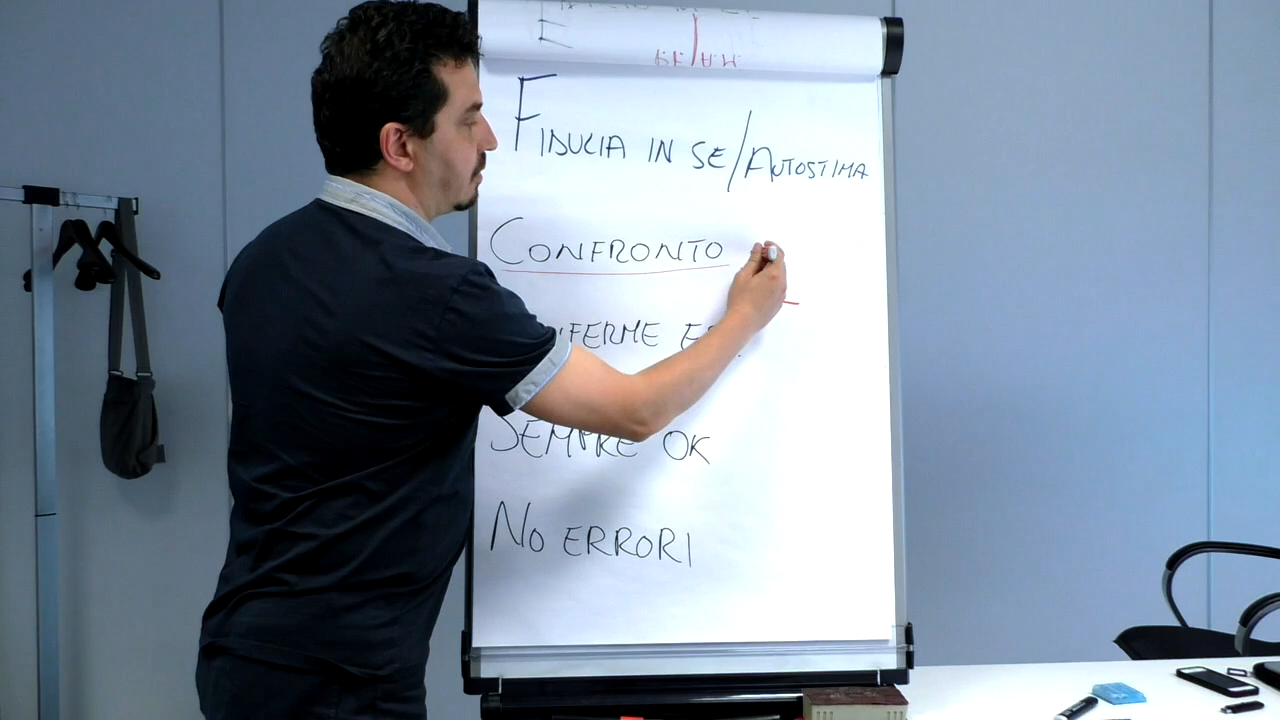 FIDUCIA IN SE/AUTOSTIMA
CONFRONTO
SEMPRE OK
NO ERRORI